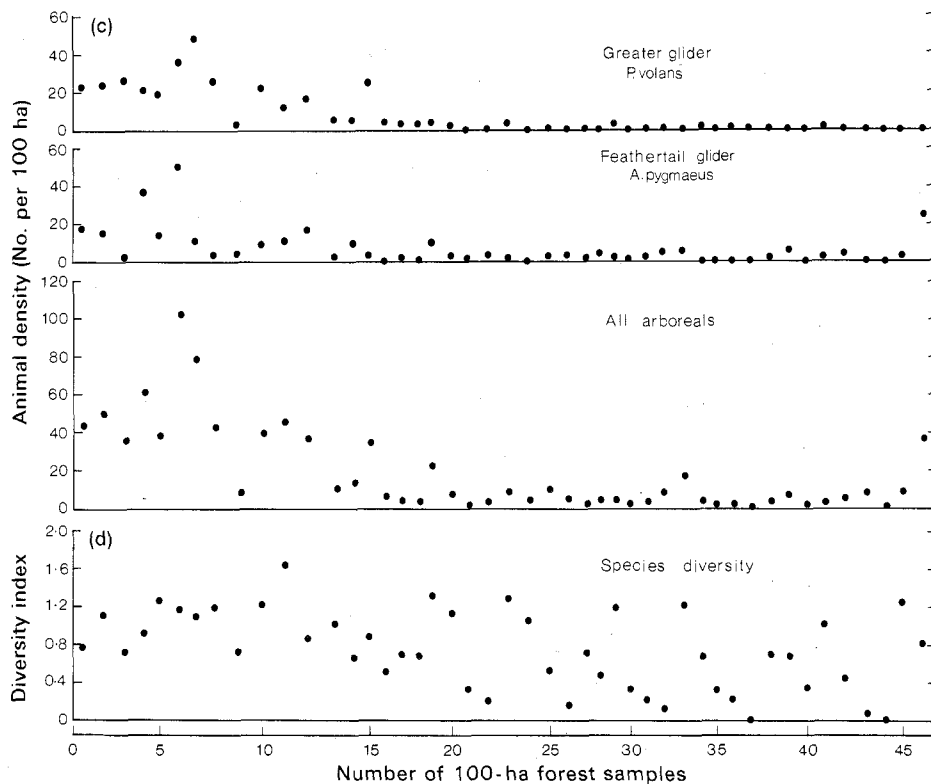 (c)
60
40
20
0
Greater glider
P.volans
60
40
20
0
Feathertail glider
A.pygmaeus
120
100
80
60
40
20
0
All arboreals
Animal density (No. per 100 ha)
(d)
2·0
1·6
1·2
0·8
0·4
0
Species diversity
Diversity index
0 5 10 15 20 25 30 35 40 45
Number of 100-ha forest samples